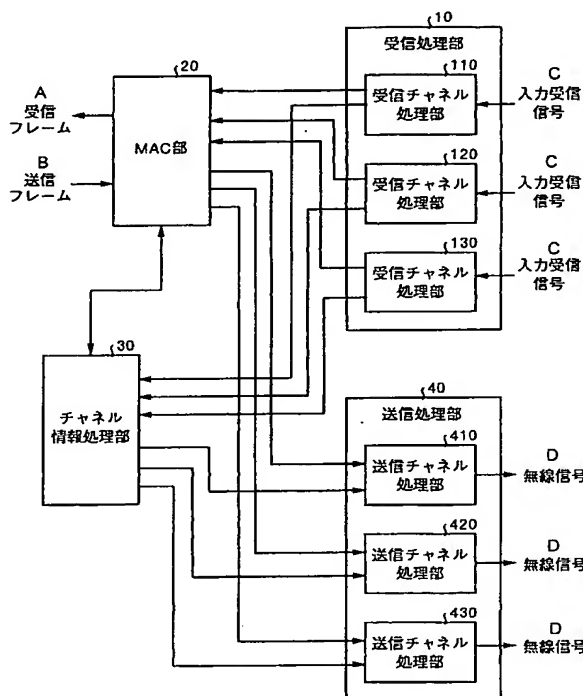 10
受信処理部
20
A
受信
フレーム
B
送信
フレーム
MAC部
110
受信チャネル
処理部
C
入力受信
信号
120
受信チャネル
処理部
C
入力受信
信号
130
受信チャネル
処理部
C
入力受信
信号
30
チャネル
情報処理部
40
送信処理部
410
送信チャネル
処理部
D
無線信号
420
送信チャネル
処理部
D
無線信号
430
送信チャネル
処理部
D
無線信号